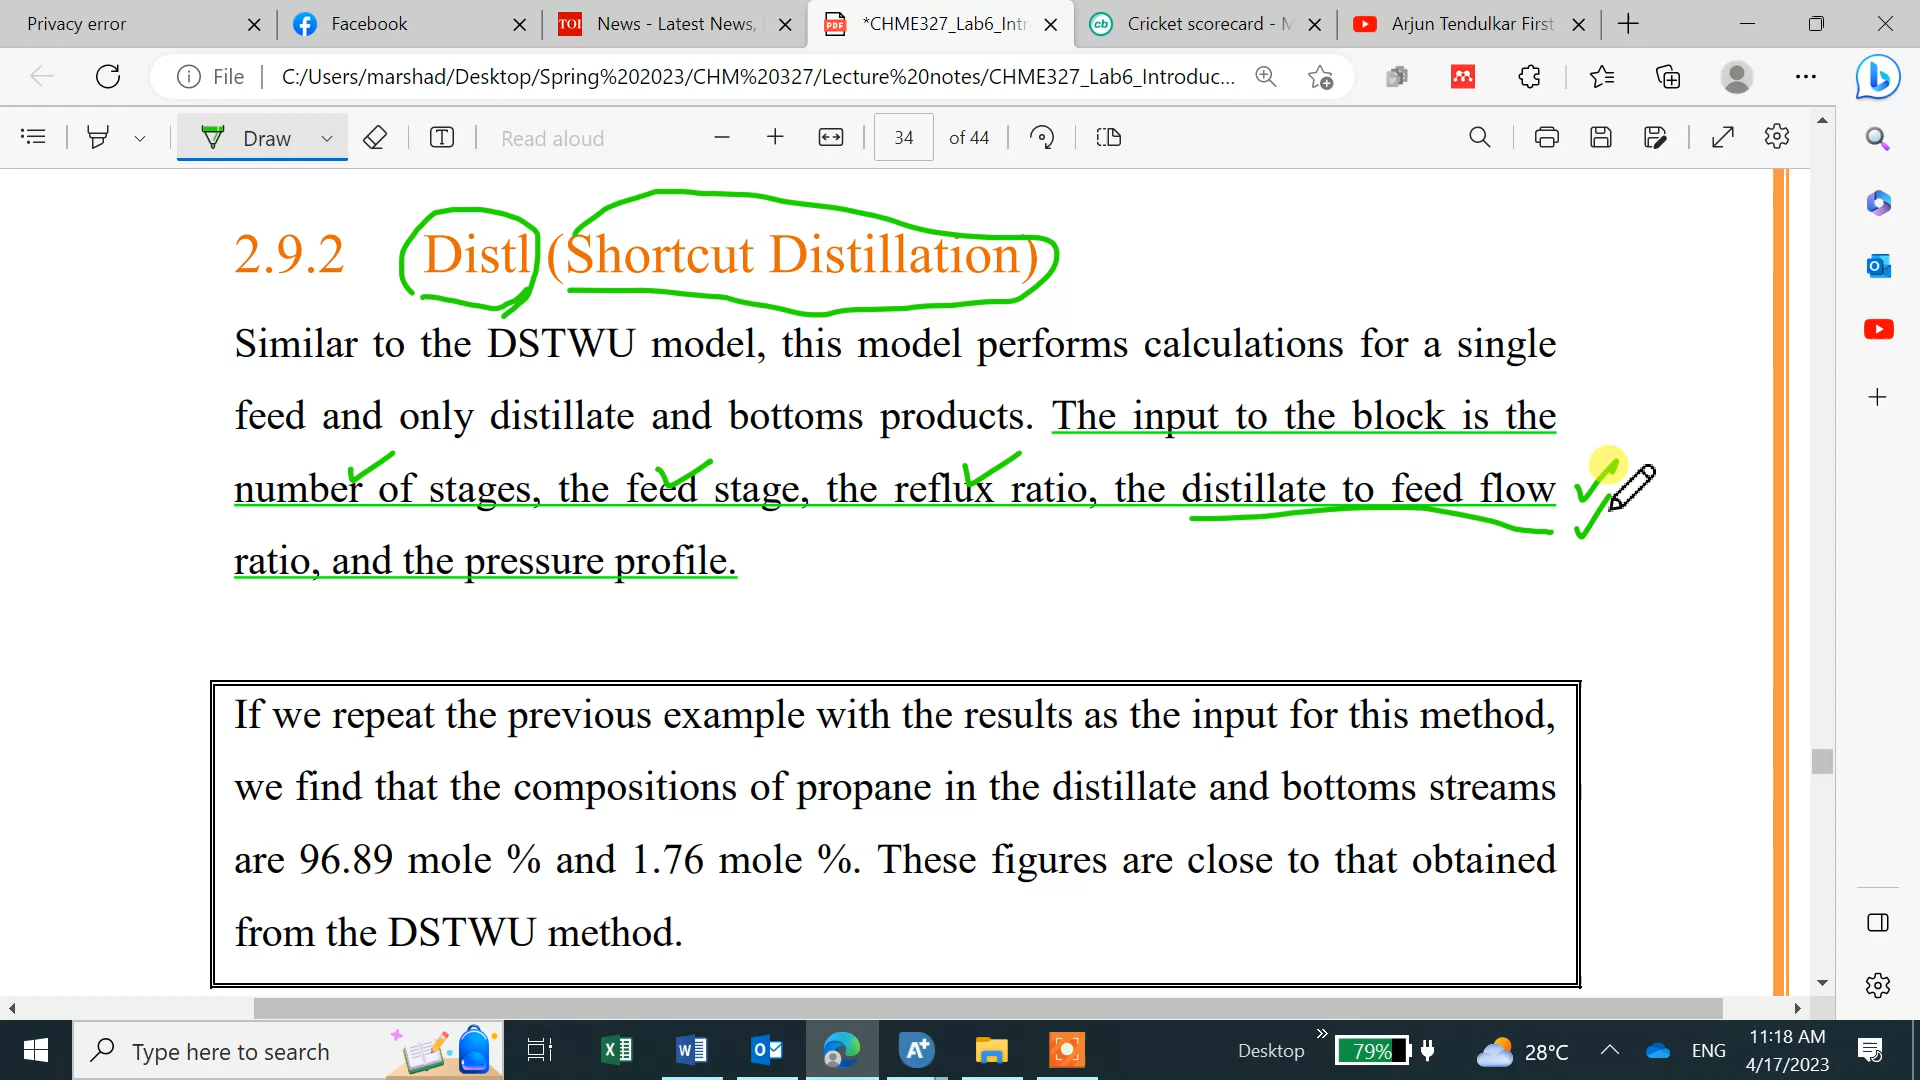 Privacy error
Facebook
TOI News - Latest News,
PDF *CHME327_Lab6_Intr
cb Cricket scorecard - M
Arjun Tendulkar First
File C:/Users/marshad/Desktop/Spring%202023/CHM%20327/Lecture%20notes/CHME327_Lab6_Introduc...
Draw
Read aloud
34 of 44
2.9.2 Distl (Shortcut Distillation)
Similar to the DSTWU model, this model performs calculations for a single
feed and only distillate and bottoms products. The input to the block is the
number of stages, the feed stage, the reflux ratio, the distillate to feed flow
ratio, and the pressure profile.
If we repeat the previous example with the results as the input for this method,
we find that the compositions of propane in the distillate and bottoms streams
are 96.89 mole % and 1.76 mole %. These figures are close to that obtained
from the DSTWU method.
Type here to search
Desktop
79%
28°C
ENG
11:18 AM
4/17/2023